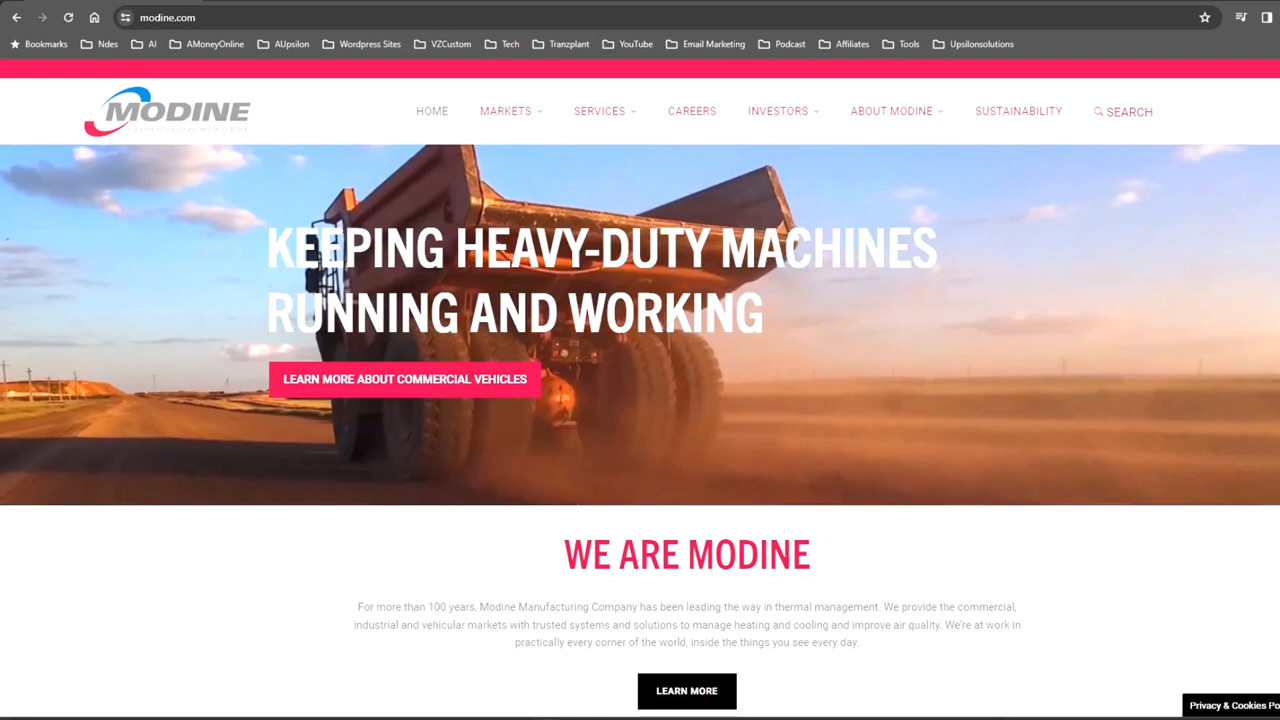 modine.com
Bookmarks Ndes AI AMoneyOnline AUpsilon Wordpress Sites VZCustom Tech Tranzplant YouTube Email Marketing Podcast Affiliates Tools Upsilonsolutions
MODINE
HOME MARKETS SERVICES CAREERS INVESTORS ABOUT MODINE SUSTAINABILITY SEARCH
KEEPING HEAVY-DUTY MACHINES
RUNNING AND WORKING
LEARN MORE ABOUT COMMERCIAL VEHICLES
WE ARE MODINE
For more than 100 years, Modine Manufacturing Company has been leading the way in thermal management. We provide the commercial,
industrial and vehicular markets with trusted systems and solutions to manage heating and cooling and improve air quality. We're at work in
practically every corner of the world, inside the things you see every day.
LEARN MORE
Privacy & Cookies Po